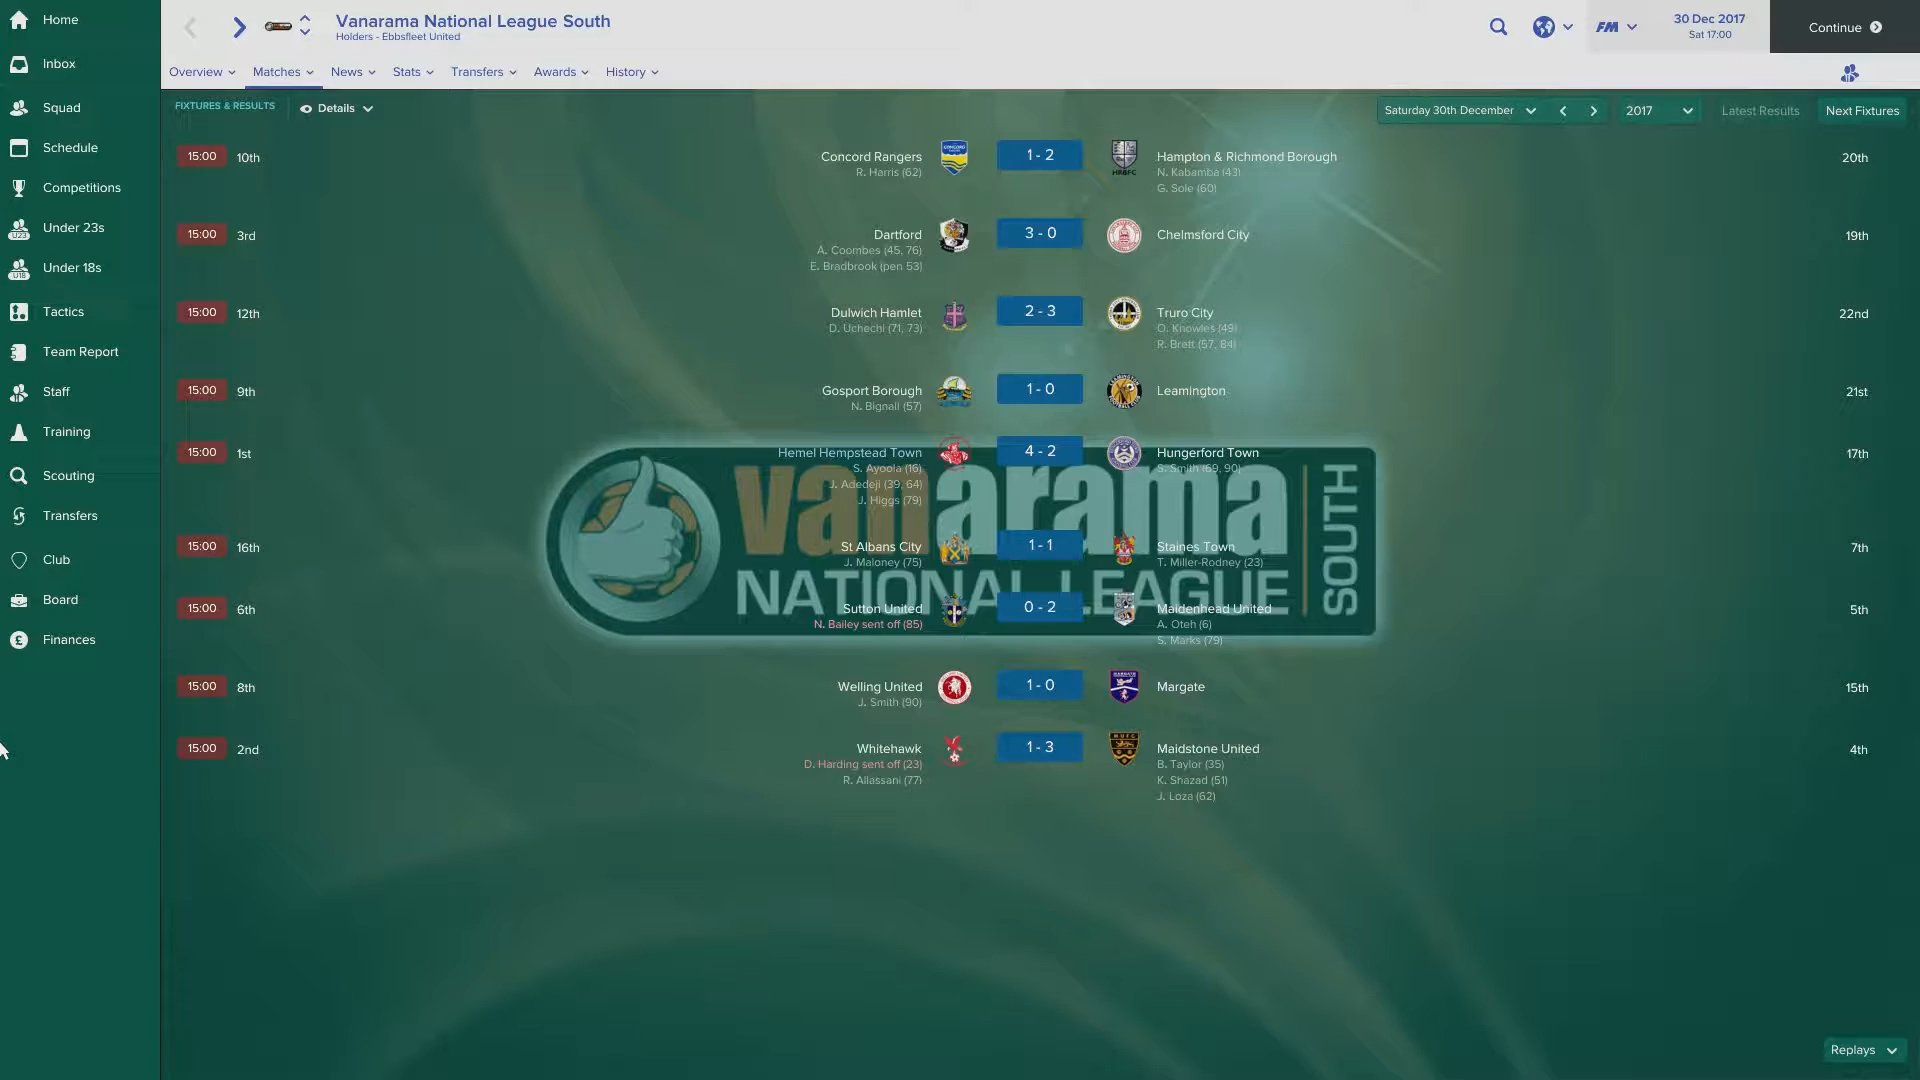 Home
Inbox
Squad
Schedule
Competitions
Under 23s
Under 18s
Tactics
Team Report
Staff
Training
Scouting
Transfers
Club
Board
Finances
Vanarama National League South
Holders - Ebbsfleet United
FM
30 Dec 2017
Sat 17:00
Continue
Overview Matches News Stats Transfers Awards History
FIXTURES & RESULTS Details
Saturday 30th December 2017 Latest Results Next Fixtures
15:00 10th Concord Rangers 1 - 2 Hampton & Richmond Borough 20th
R. Harris (62) N. Kabamba (43)
G. Sole (60)
15:00 3rd Dartford 3 - 0 Chelmsford City 19th
A. Coombes (45, 76)
E. Bradbrook (pen 53)
15:00 12th Dulwich Hamlet 2 - 3 Truro City 22nd
D. Uchechi (71, 73) O. Knowles (49)
R. Brett (57, 84)
15:00 9th Gosport Borough 1 - 0 Leamington 21st
N. Bignall (57)
15:00 1st Hemel Hempstead Town 4 - 2 Hungerford Town 17th
S. Ayoola (16) S. Smith (69, 90)
J. Adedeji (39, 64)
J. Higgs (79)
15:00 16th St Albans City 1 - 1 Staines Town 7th
J. Maloney (75) T. Miller-Rodney (23)
15:00 6th Sutton United 0 - 2 Maidenhead United 5th
N. Bailey sent off (85) A. Oteh (6)
S. Marks (79)
15:00 8th Welling United 1 - 0 Margate 15th
J. Smith (90)
15:00 2nd Whitehawk 1 - 3 Maidstone United 4th
D. Harding sent off (23) B. Taylor (35)
R. Allassani (77) K. Shazad (51)
J. Loza (62)
vanarama
NATIONAL LEAGUE
SOUTH
Replays